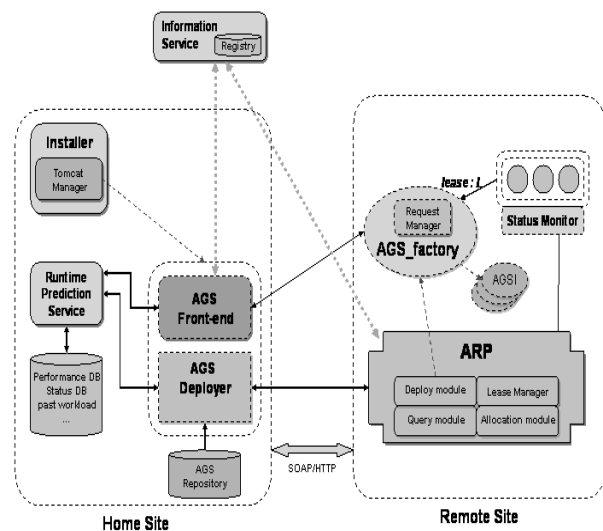 Information
Service
Registry
Installer
Tomcat
Manager
lease : L
Request
Manager
AGS_factory
Status Monitor
AGSI
Runtime
Prediction
Service
AGS
Front-end
AGS
Deployer
Performance DB
Status DB
past workload
...
ARP
Deploy module
Lease Manager
Query module
Allocation module
AGS
Repository
SOAP/HTTP
Home Site
Remote Site